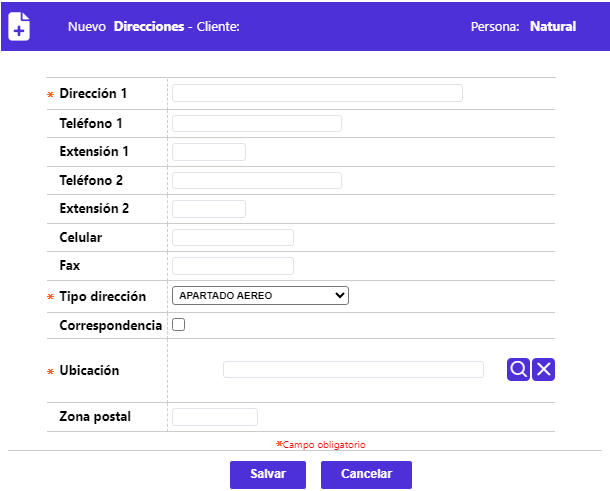 Nuevo Direcciones - Cliente: Persona: Natural
* Dirección 1
Teléfono 1
Extensión 1
Teléfono 2
Extensión 2
Celular
Fax
* Tipo dirección APARTADO AEREO
Correspondencia
* Ubicación
Zona postal
*Campo obligatorio
Salvar Cancelar